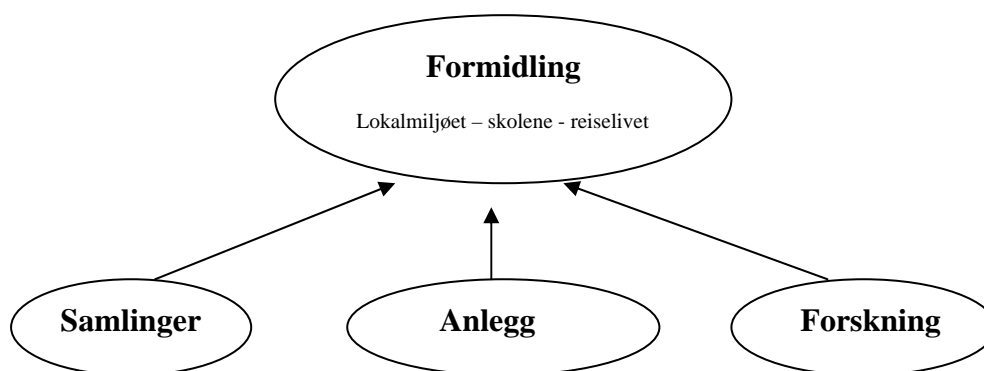 Formidling
Lokalmiljøet – skolene - reiselivet
Samlinger
Anlegg
Forskning